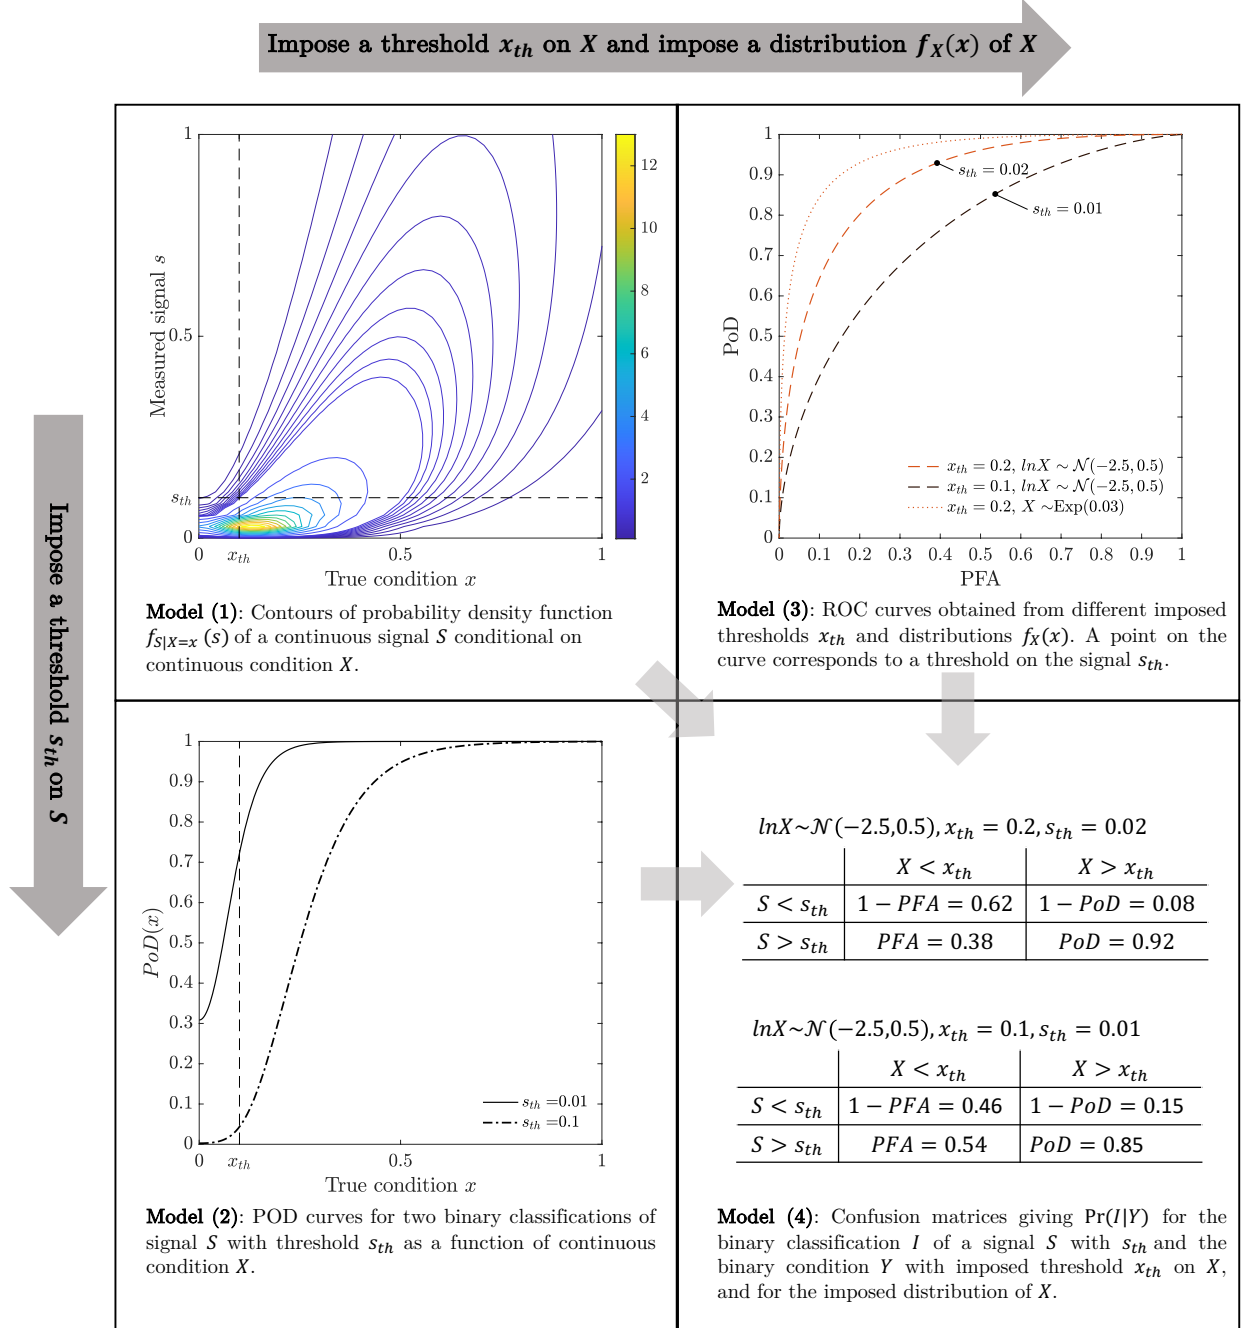 Impose a threshold x_th on X and impose a distribution f_X(x) of X
Impose a threshold s_th on S
1
0.5
s_th
0
0
x_th
0.5
1
Measured signal s
True condition x
12
10
8
6
4
2
Model (1): Contours of probability density function
f_{S|X=x} (s) of a continuous signal S conditional on
continuous condition X.
1
0.9
0.8
0.7
0.6
0.5
0.4
0.3
0.2
0.1
0
0
0.1
0.2
0.3
0.4
0.5
0.6
0.7
0.8
0.9
1
PoD
PFA
s_th = 0.02
s_th = 0.01
x_th = 0.2, lnX ∼ 𝒩(−2.5, 0.5)
x_th = 0.1, lnX ∼ 𝒩(−2.5, 0.5)
x_th = 0.2, X ∼Exp(0.03)
Model (3): ROC curves obtained from different imposed
thresholds x_th and distributions f_X(x). A point on the
curve corresponds to a threshold on the signal s_th.
1
0.9
0.8
0.7
0.6
0.5
0.4
0.3
0.2
0.1
0
0
x_th
0.5
1
PoD(x)
True condition x
s_th =0.01
s_th =0.1
Model (2): POD curves for two binary classifications of
signal S with threshold s_th as a function of continuous
condition X.
lnX~𝒩(−2.5,0.5), x_th = 0.2, s_th = 0.02
X < x_th X > x_th
S < s_th 1 − PFA = 0.62 1 − PoD = 0.08
S > s_th PFA = 0.38 PoD = 0.92
lnX~𝒩(−2.5,0.5), x_th = 0.1, s_th = 0.01
X < x_th X > x_th
S < s_th 1 − PFA = 0.46 1 − PoD = 0.15
S > s_th PFA = 0.54 PoD = 0.85
Model (4): Confusion matrices giving Pr(I|Y) for the
binary classification I of a signal S with s_th and the
binary condition Y with imposed threshold x_th on X,
and for the imposed distribution of X.